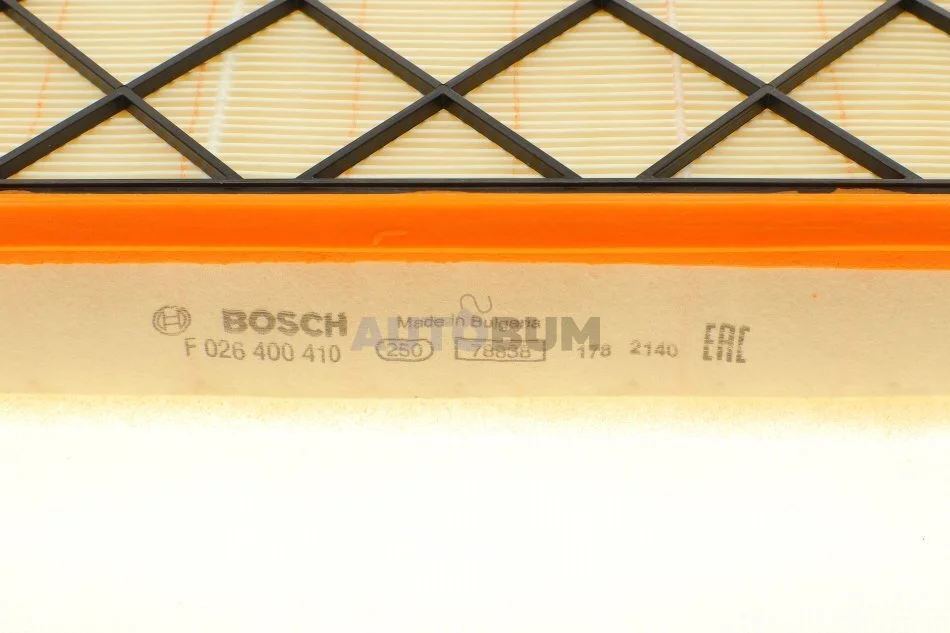 BOSCH Made in Bulgaria
AUTOBUM
F 026 400 410 250 78838 178 2140 EAC